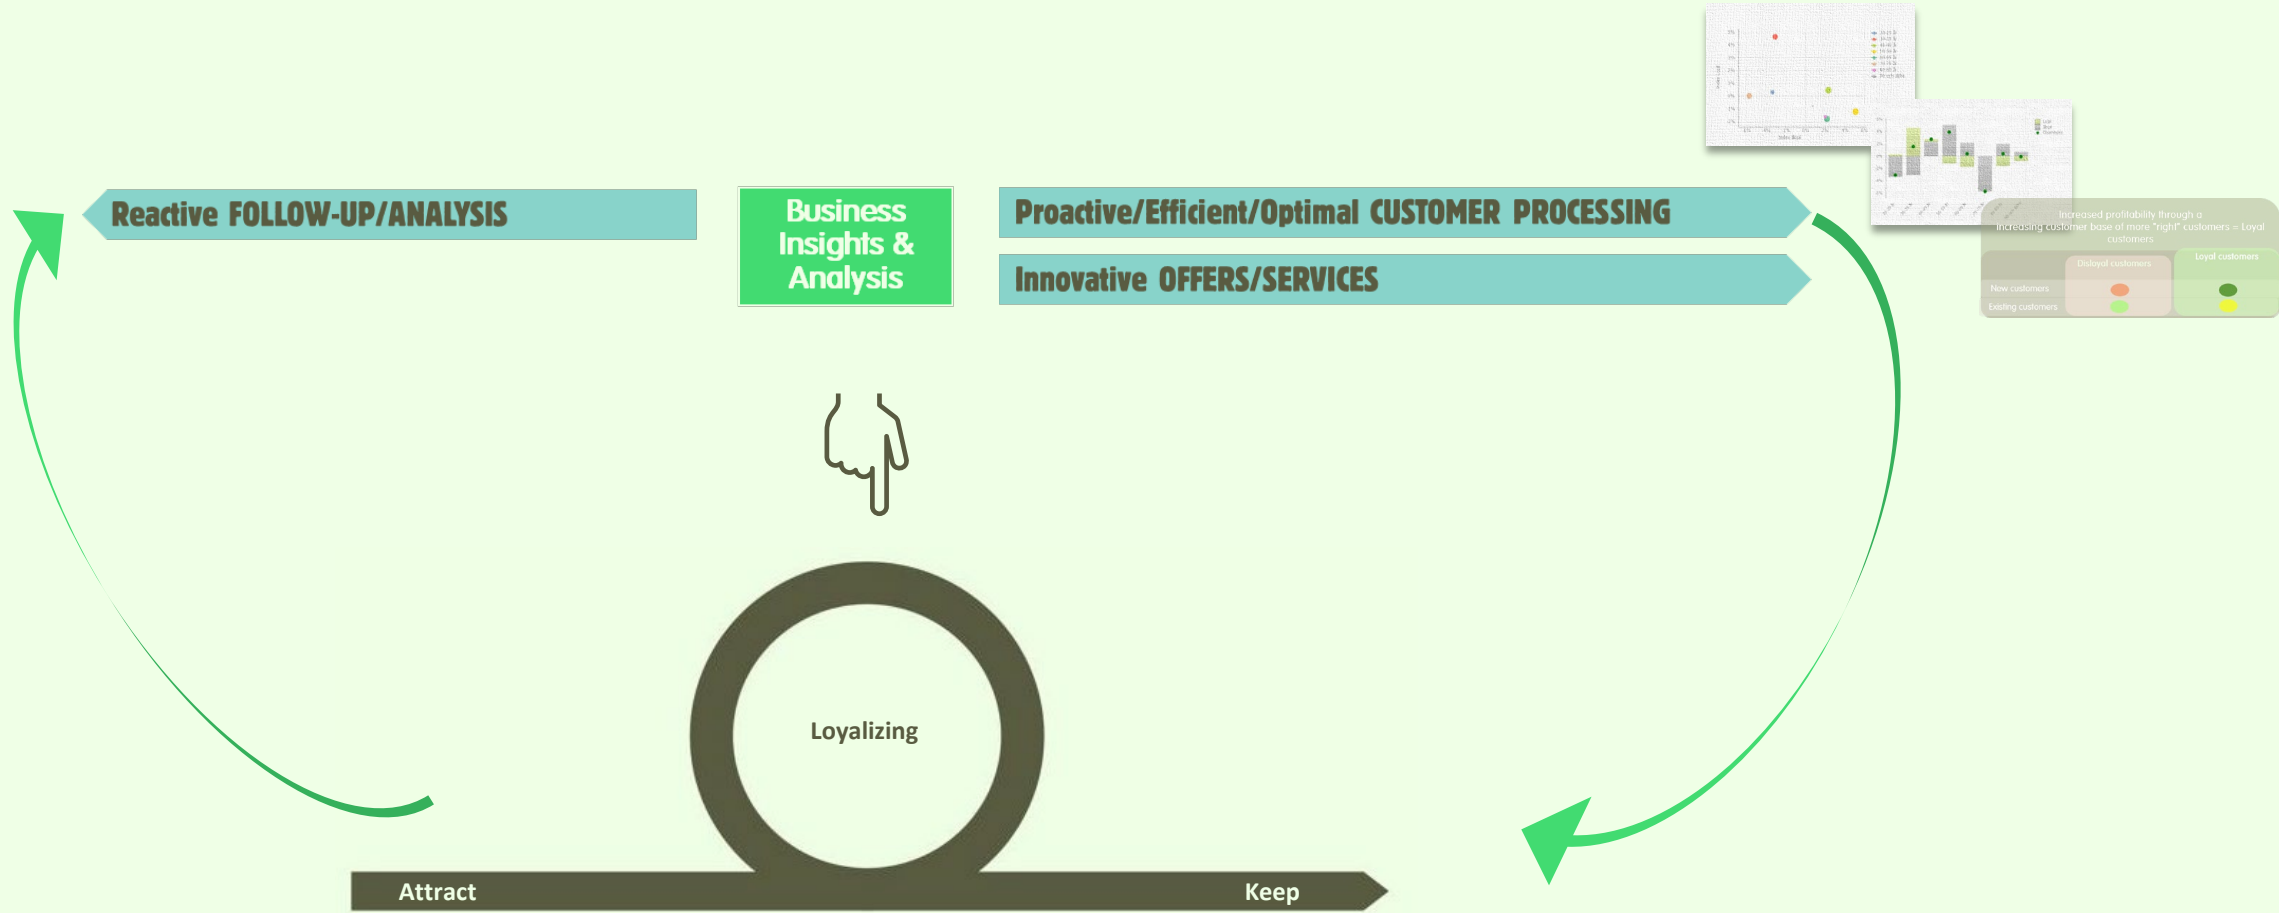 Reactive FOLLOW-UP/ANALYSIS
Business
Insights &
Analysis
Proactive/Efficient/Optimal CUSTOMER PROCESSING
Innovative OFFERS/SERVICES
Increased profitability through a
increasing customer base of more "right" customers = Loyal
customers
Disloyal customers
Loyal customers
New customers
Existing customers
Loyalizing
Attract
Keep